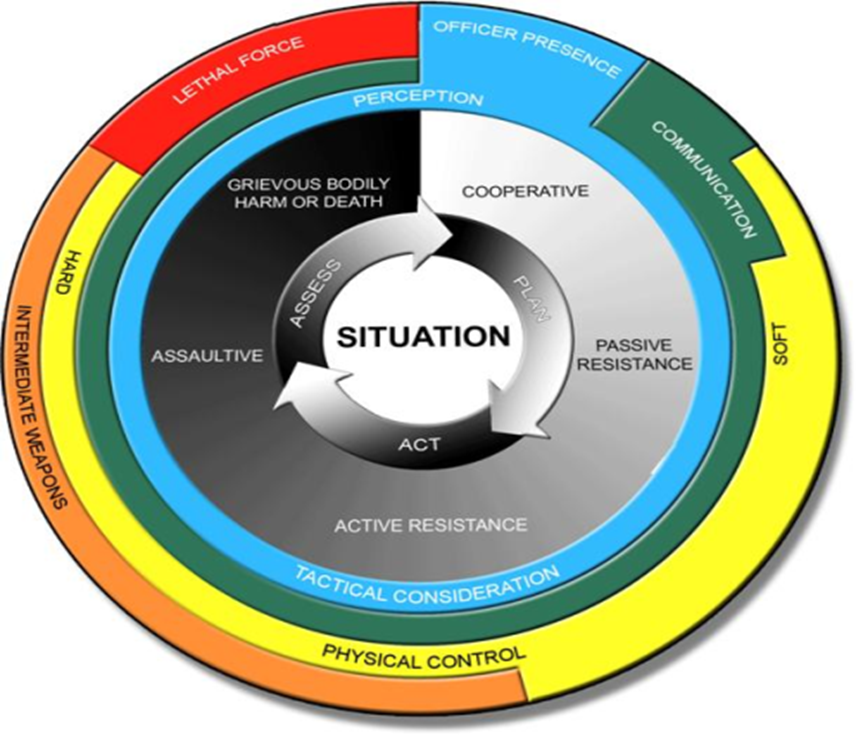 LETHAL FORCE
OFFICER PRESENCE
PERCEPTION
COMMUNICATION
GRIEVOUS BODILY
HARM OR DEATH
COOPERATIVE
ASSESS
PLAN
HARD
SITUATION
SOFT
ASSAULTIVE
PASSIVE
RESISTANCE
INTERMEDIATE WEAPONS
ACT
ACTIVE RESISTANCE
TACTICAL CONSIDERATION
PHYSICAL CONTROL